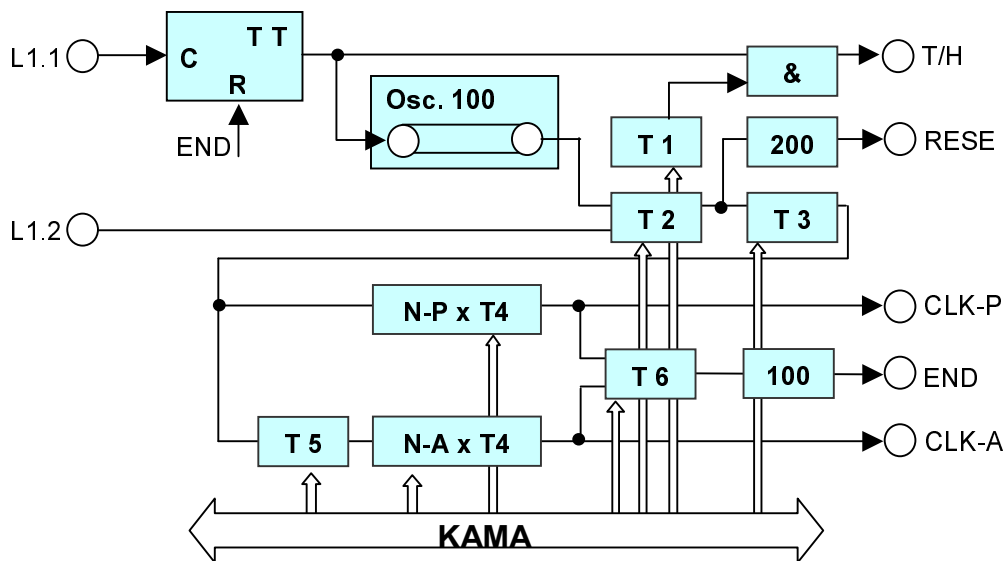 L1.1
C
T T
R
END
Osc. 100
&
T/H
T 1
200
RESE
L1.2
T 2
T 3
N-P x T4
CLK-P
T 6
100
END
T 5
N-A x T4
CLK-A
KAMA